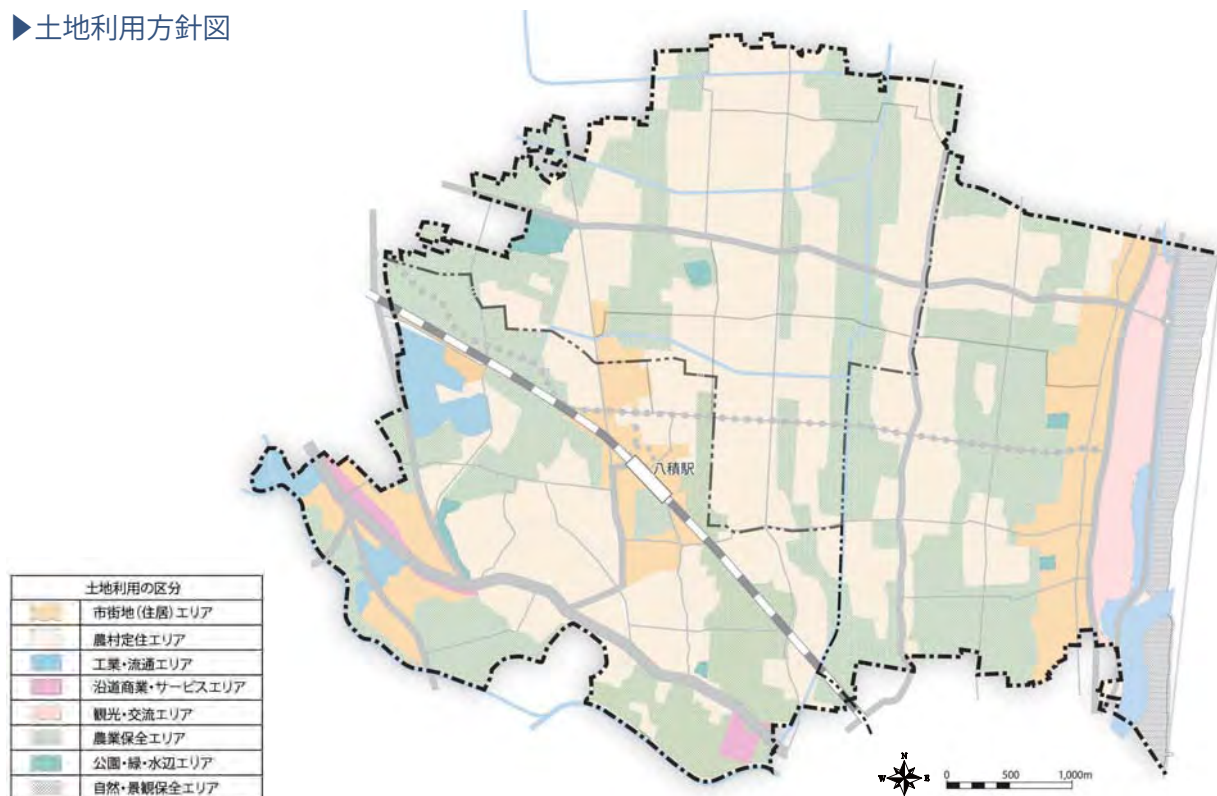 ▶土地利用方針図
八積駅
土地利用の区分
市街地(住居)エリア
農村定住エリア
工業・流通エリア
沿道商業・サービスエリア
観光・交流エリア
農業保全エリア
公園・緑・水辺エリア
自然・景観保全エリア
N
W E
S
0 500 1,000m